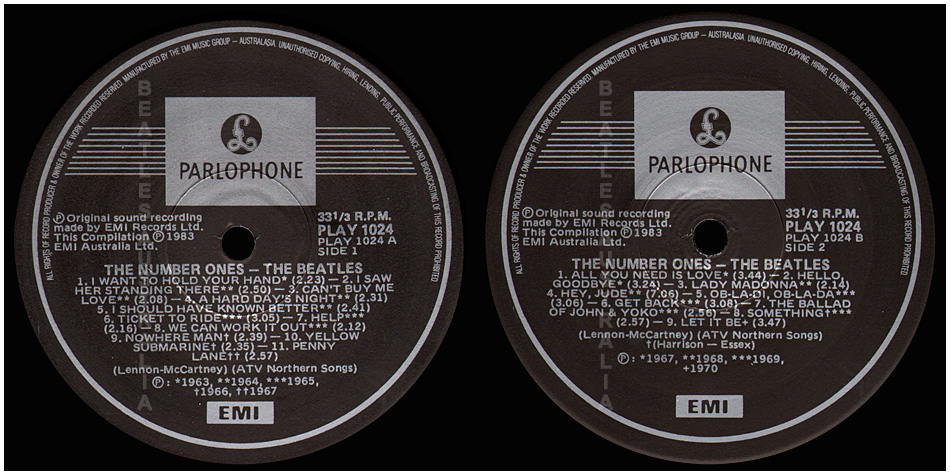 ALL RIGHTS OF RECORD PRODUCER & OWNER OF THE WORK RECORDED RESERVED. MANUFACTURED BY THE EMI MUSIC GROUP – AUSTRALASIA. UNAUTHORISED COPYING, HIRING, LENDING, PUBLIC PERFORMANCE AND BROADCASTING OF THIS RECORD PROHIBITED
£
PARLOPHONE
Ⓟ Original sound recording
made by EMI Records Ltd.
This Compilation Ⓟ 1983
EMI Australia Ltd.
33 1/3 R.P.M.
PLAY 1024
PLAY 1024 A
SIDE 1
THE NUMBER ONES – THE BEATLES
1. I WANT TO HOLD YOUR HAND* (2.23) – 2. I SAW
HER STANDING THERE** (2.50) – 3. CAN'T BUY ME
LOVE** (2.08) – 4. A HARD DAY'S NIGHT** (2.31)
5. I SHOULD HAVE KNOWN BETTER** (2.41)
6. TICKET TO RIDE*** (3.05) – 7. HELP***
(2.16) – 8. WE CAN WORK IT OUT*** (2.12)
9. NOWHERE MAN† (2.39) – 10. YELLOW
SUBMARINE† (2.35) – 11. PENNY
LANE†† (2.57)
(Lennon-McCartney) (ATV Northern Songs)
Ⓟ: *1963, **1964, ***1965,
†1966, ††1967
EMI
BEATLES AUSTRALIA
ALL RIGHTS OF RECORD PRODUCER & OWNER OF THE WORK RECORDED RESERVED. MANUFACTURED BY THE EMI MUSIC GROUP – AUSTRALASIA. UNAUTHORISED COPYING, HIRING, LENDING, PUBLIC PERFORMANCE AND BROADCASTING OF THIS RECORD PROHIBITED
£
PARLOPHONE
Ⓟ Original sound recording
made by EMI Records Ltd.
This Compilation Ⓟ 1983
EMI Australia Ltd.
33 1/3 R.P.M.
PLAY 1024
PLAY 1024 B
SIDE 2
THE NUMBER ONES – THE BEATLES
1. ALL YOU NEED IS LOVE* (3.44) – 2. HELLO,
GOODBYE* (3.24) – 3. LADY MADONNA** (2.14)
4. HEY, JUDE** (7.06) – 5. OB-LA-DI, OB-LA-DA***
(3.06) – 6. GET BACK*** (3.08) – 7. THE BALLAD
OF JOHN & YOKO*** (2.56) – 8. SOMETHING†***
(2.57) – 9. LET IT BE+ (3.47)
(Lennon-McCartney) (ATV Northern Songs)
†(Harrison – Essex)
Ⓟ: *1967, **1968, ***1969,
+1970
EMI
BEATLES AUSTRALIA